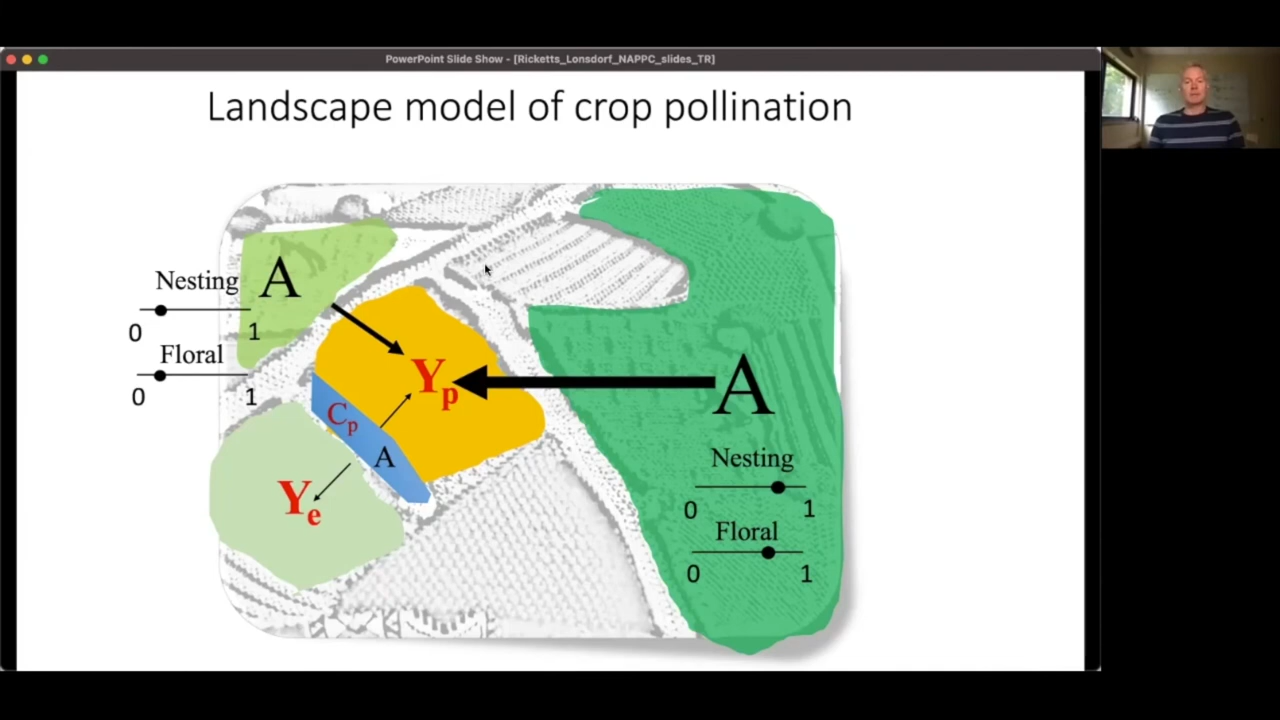 PowerPoint Slide Show - [Ricketts_Lonsdorf_NAPPC_slides_TR]
Landscape model of crop pollination
Nesting
A
0
1
Floral
0
1
Yp
Cp
A
Ye
A
Nesting
0
1
Floral
0
1